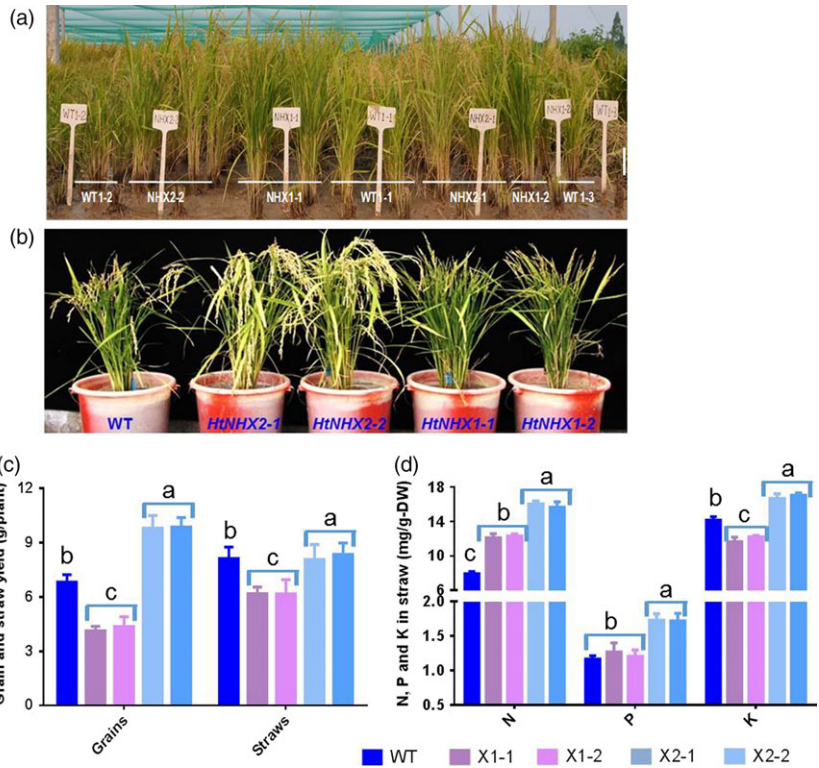 (a)
WT1-2 NHX2-2 NHX1-1 WT1-1 NHX2-1 NHX1-2 WT1-3
WT1-2 NHX2-2 NHX1-1 WT1-1 NHX2-1 NHX1-2 WT1-3
(b)
WT HtNHX2-1 HtNHX2-2 HtNHX1-1 HtNHX1-2
(c)
Grain and straw yield (g/plant)
12
9
6
3
0
b c a b c a
Grains Straws
(d)
N, P and K in straw (mg/g-DW)
18
14
10
6
2.0
1.5
1.0
0.5
c b a b a b c a
N P K
WT X1-1 X1-2 X2-1 X2-2